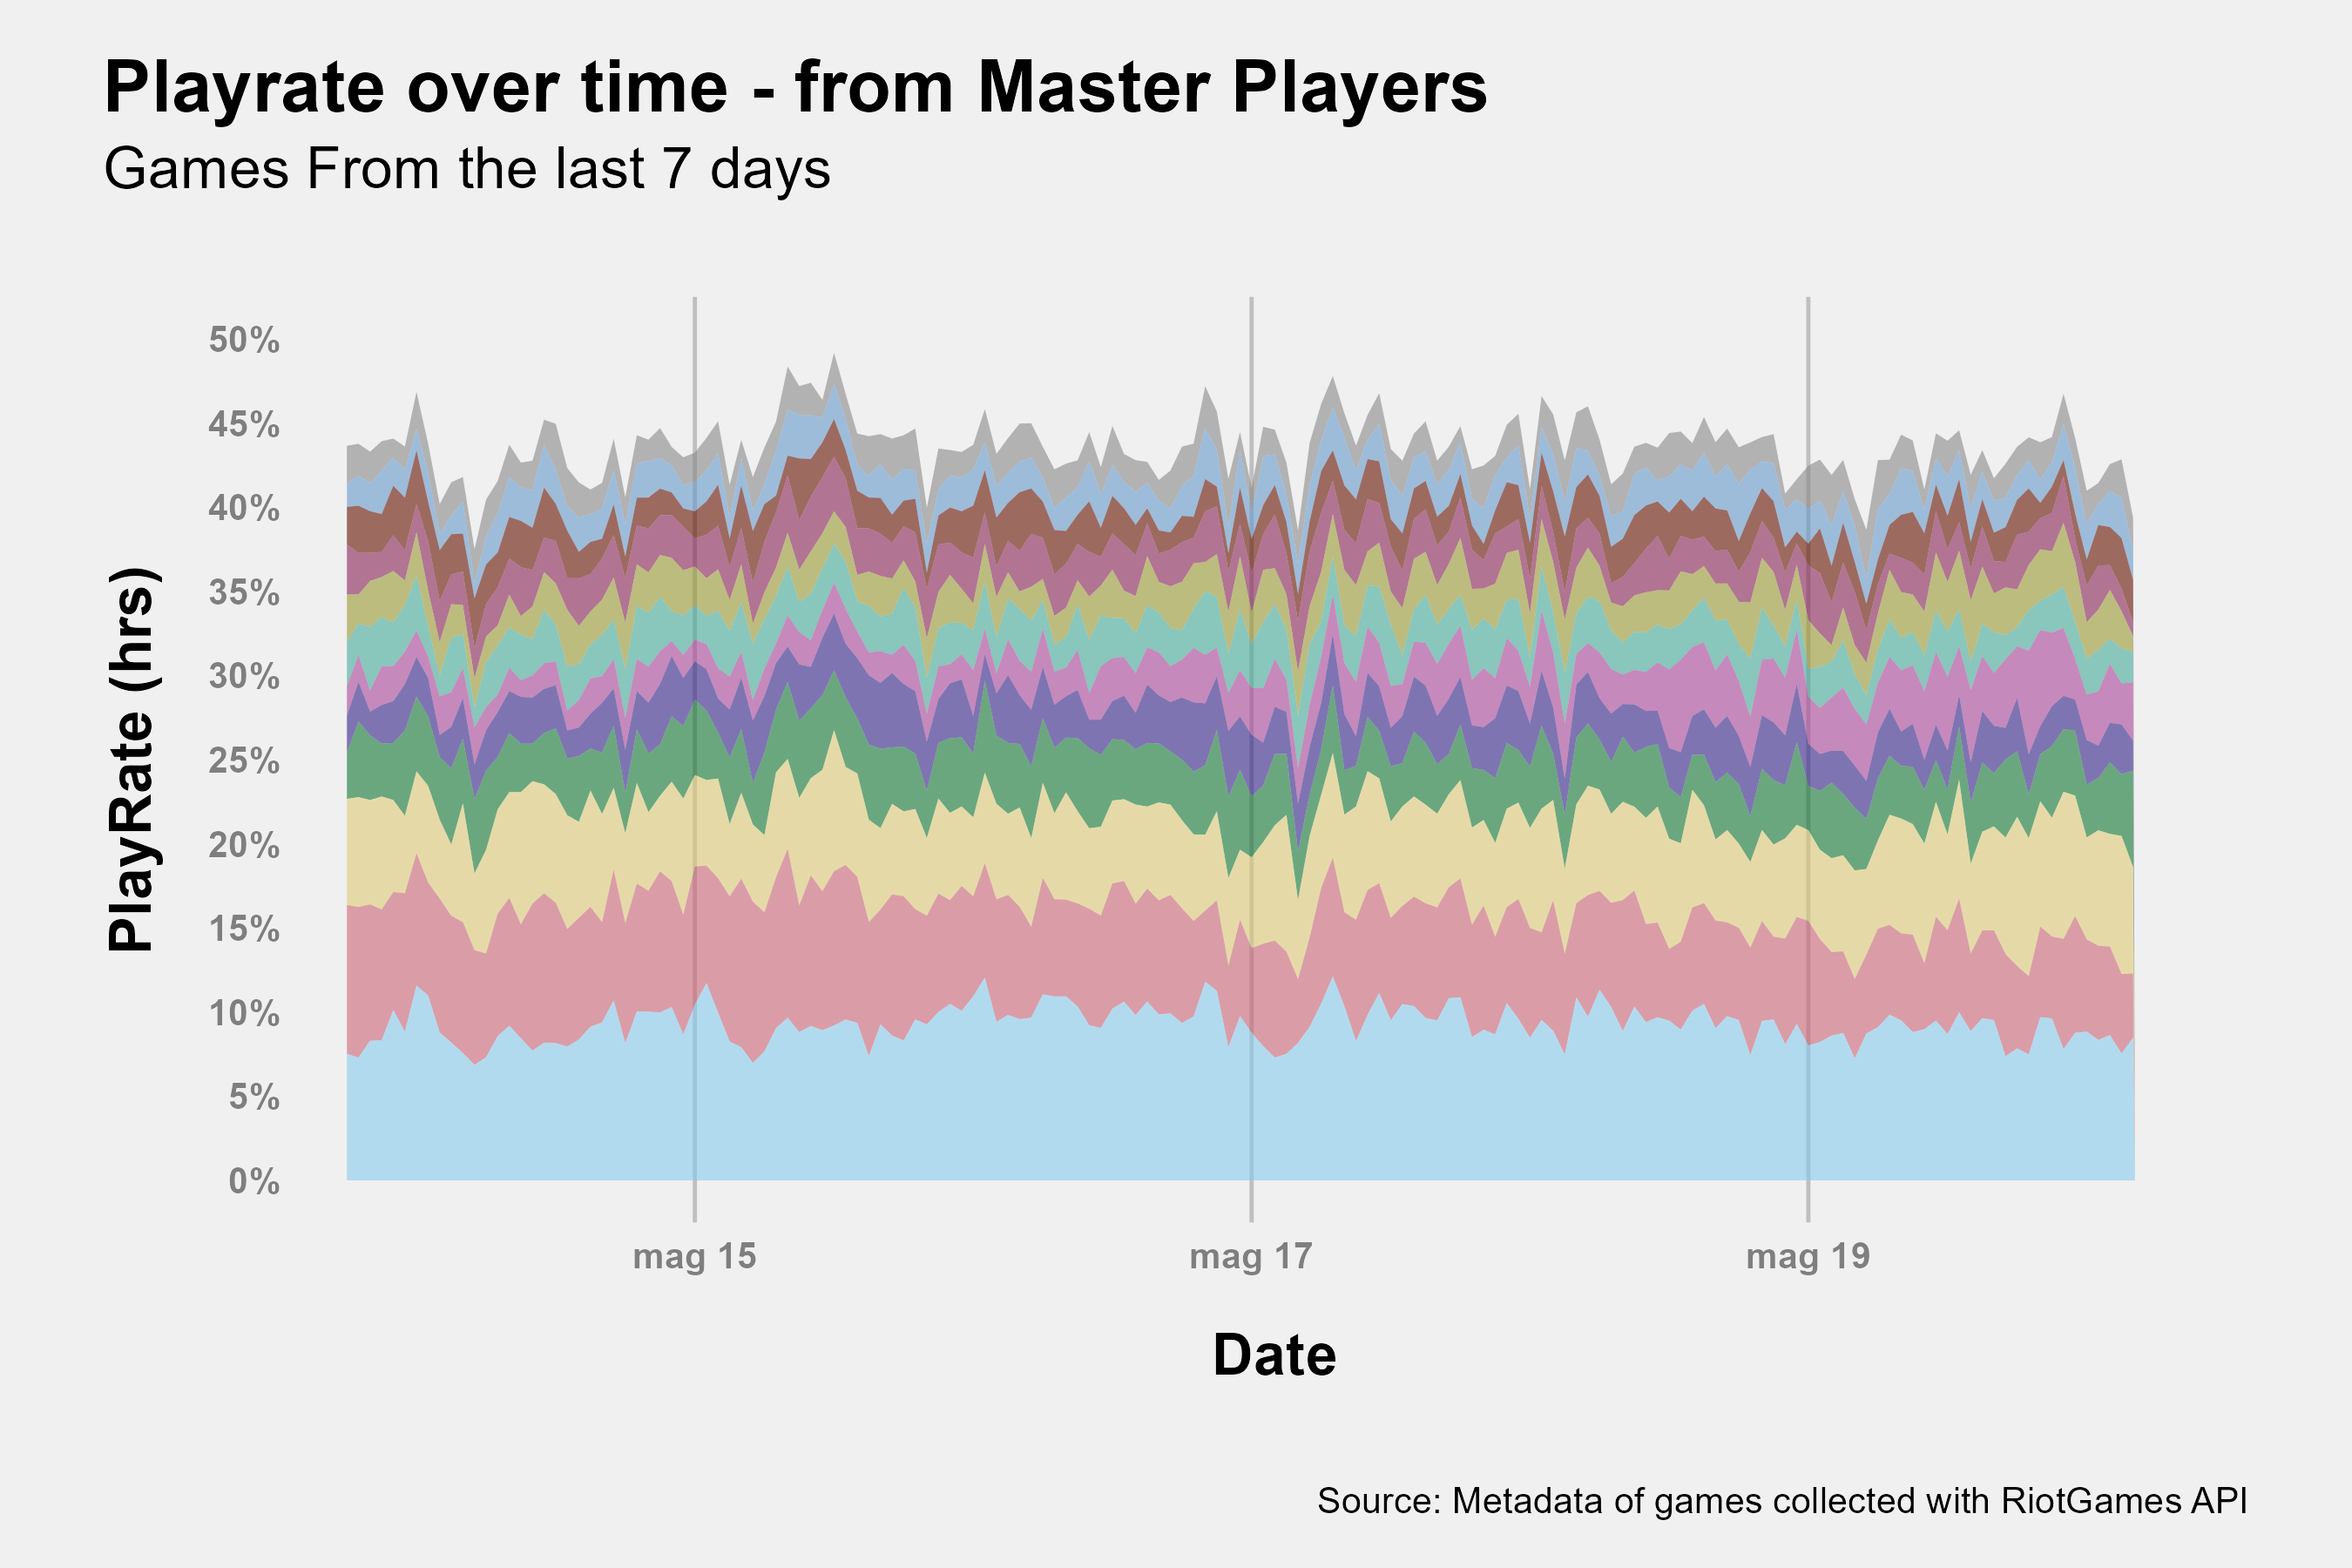 Playrate over time - from Master Players
Games From the last 7 days
PlayRate (hrs)
50%
45%
40%
35%
30%
25%
20%
15%
10%
5%
0%
mag 15
mag 17
mag 19
Date
Source: Metadata of games collected with RiotGames API